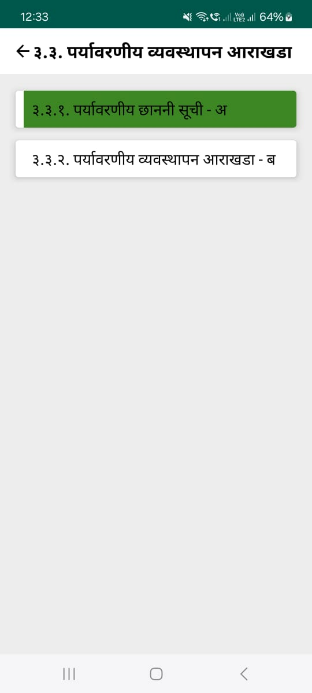 12:33
64%
३.३. पर्यावरणीय व्यवस्थापन आराखडा
३.३.१. पर्यावरणीय छाननी सूची - अ
३.३.२. पर्यावरणीय व्यवस्थापन आराखडा - ब